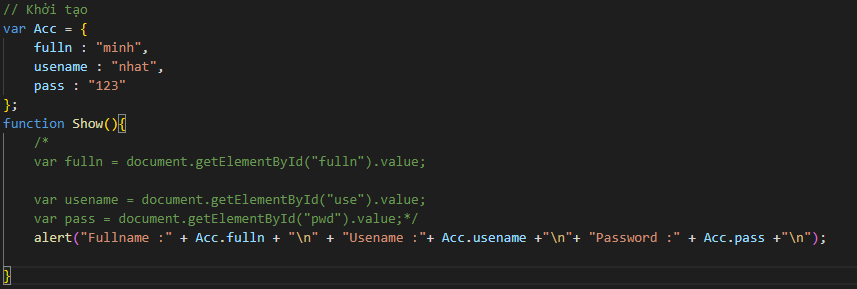 // Khởi tạo
var Acc = {
    fulln : "minh",
    usename : "nhat",
    pass : "123"
};
function Show(){
    /*
    var fulln = document.getElementById("fulln").value;

    var usename = document.getElementById("use").value;
    var pass = document.getElementById("pwd").value;*/
    alert("Fullname :" + Acc.fulln + "\n" + "Usename :"+ Acc.usename +"\n"+ "Password :" + Acc.pass +"\n");

}